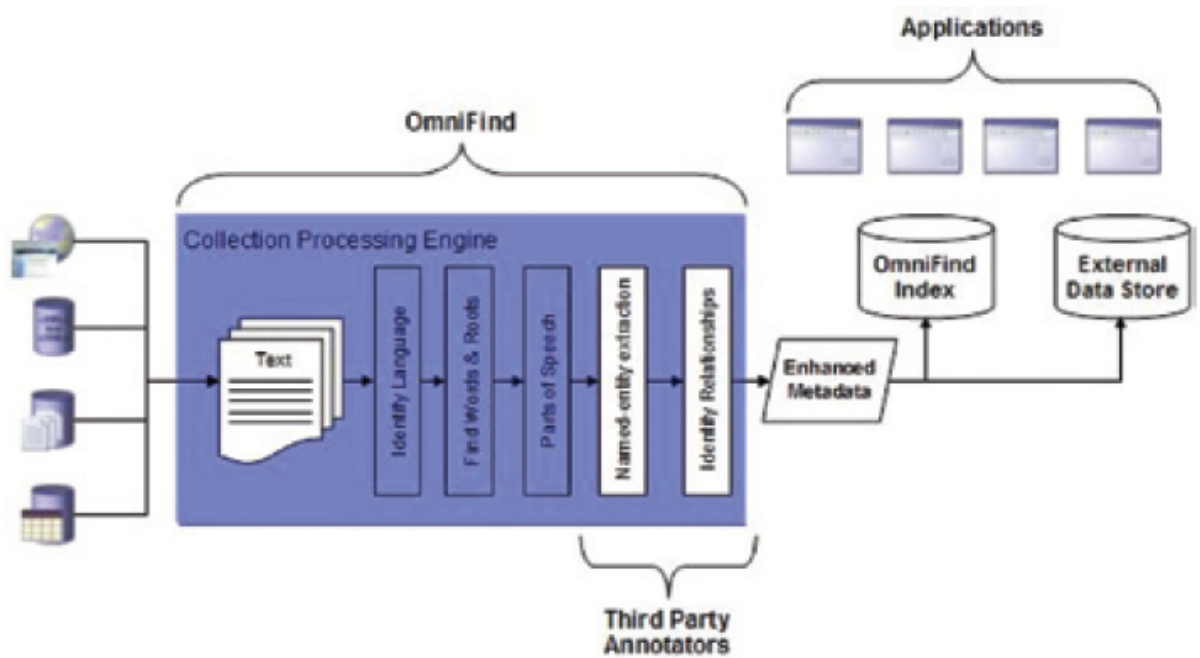 Applications
OmniFind
Collection Processing Engine
Text
Identify Language
Find Words & Roots
Parts of Speech
Named-entity extraction
Identify Relationships
Enhanced
Metadata
OmniFind
Index
External
Data Store
Third Party
Annotators